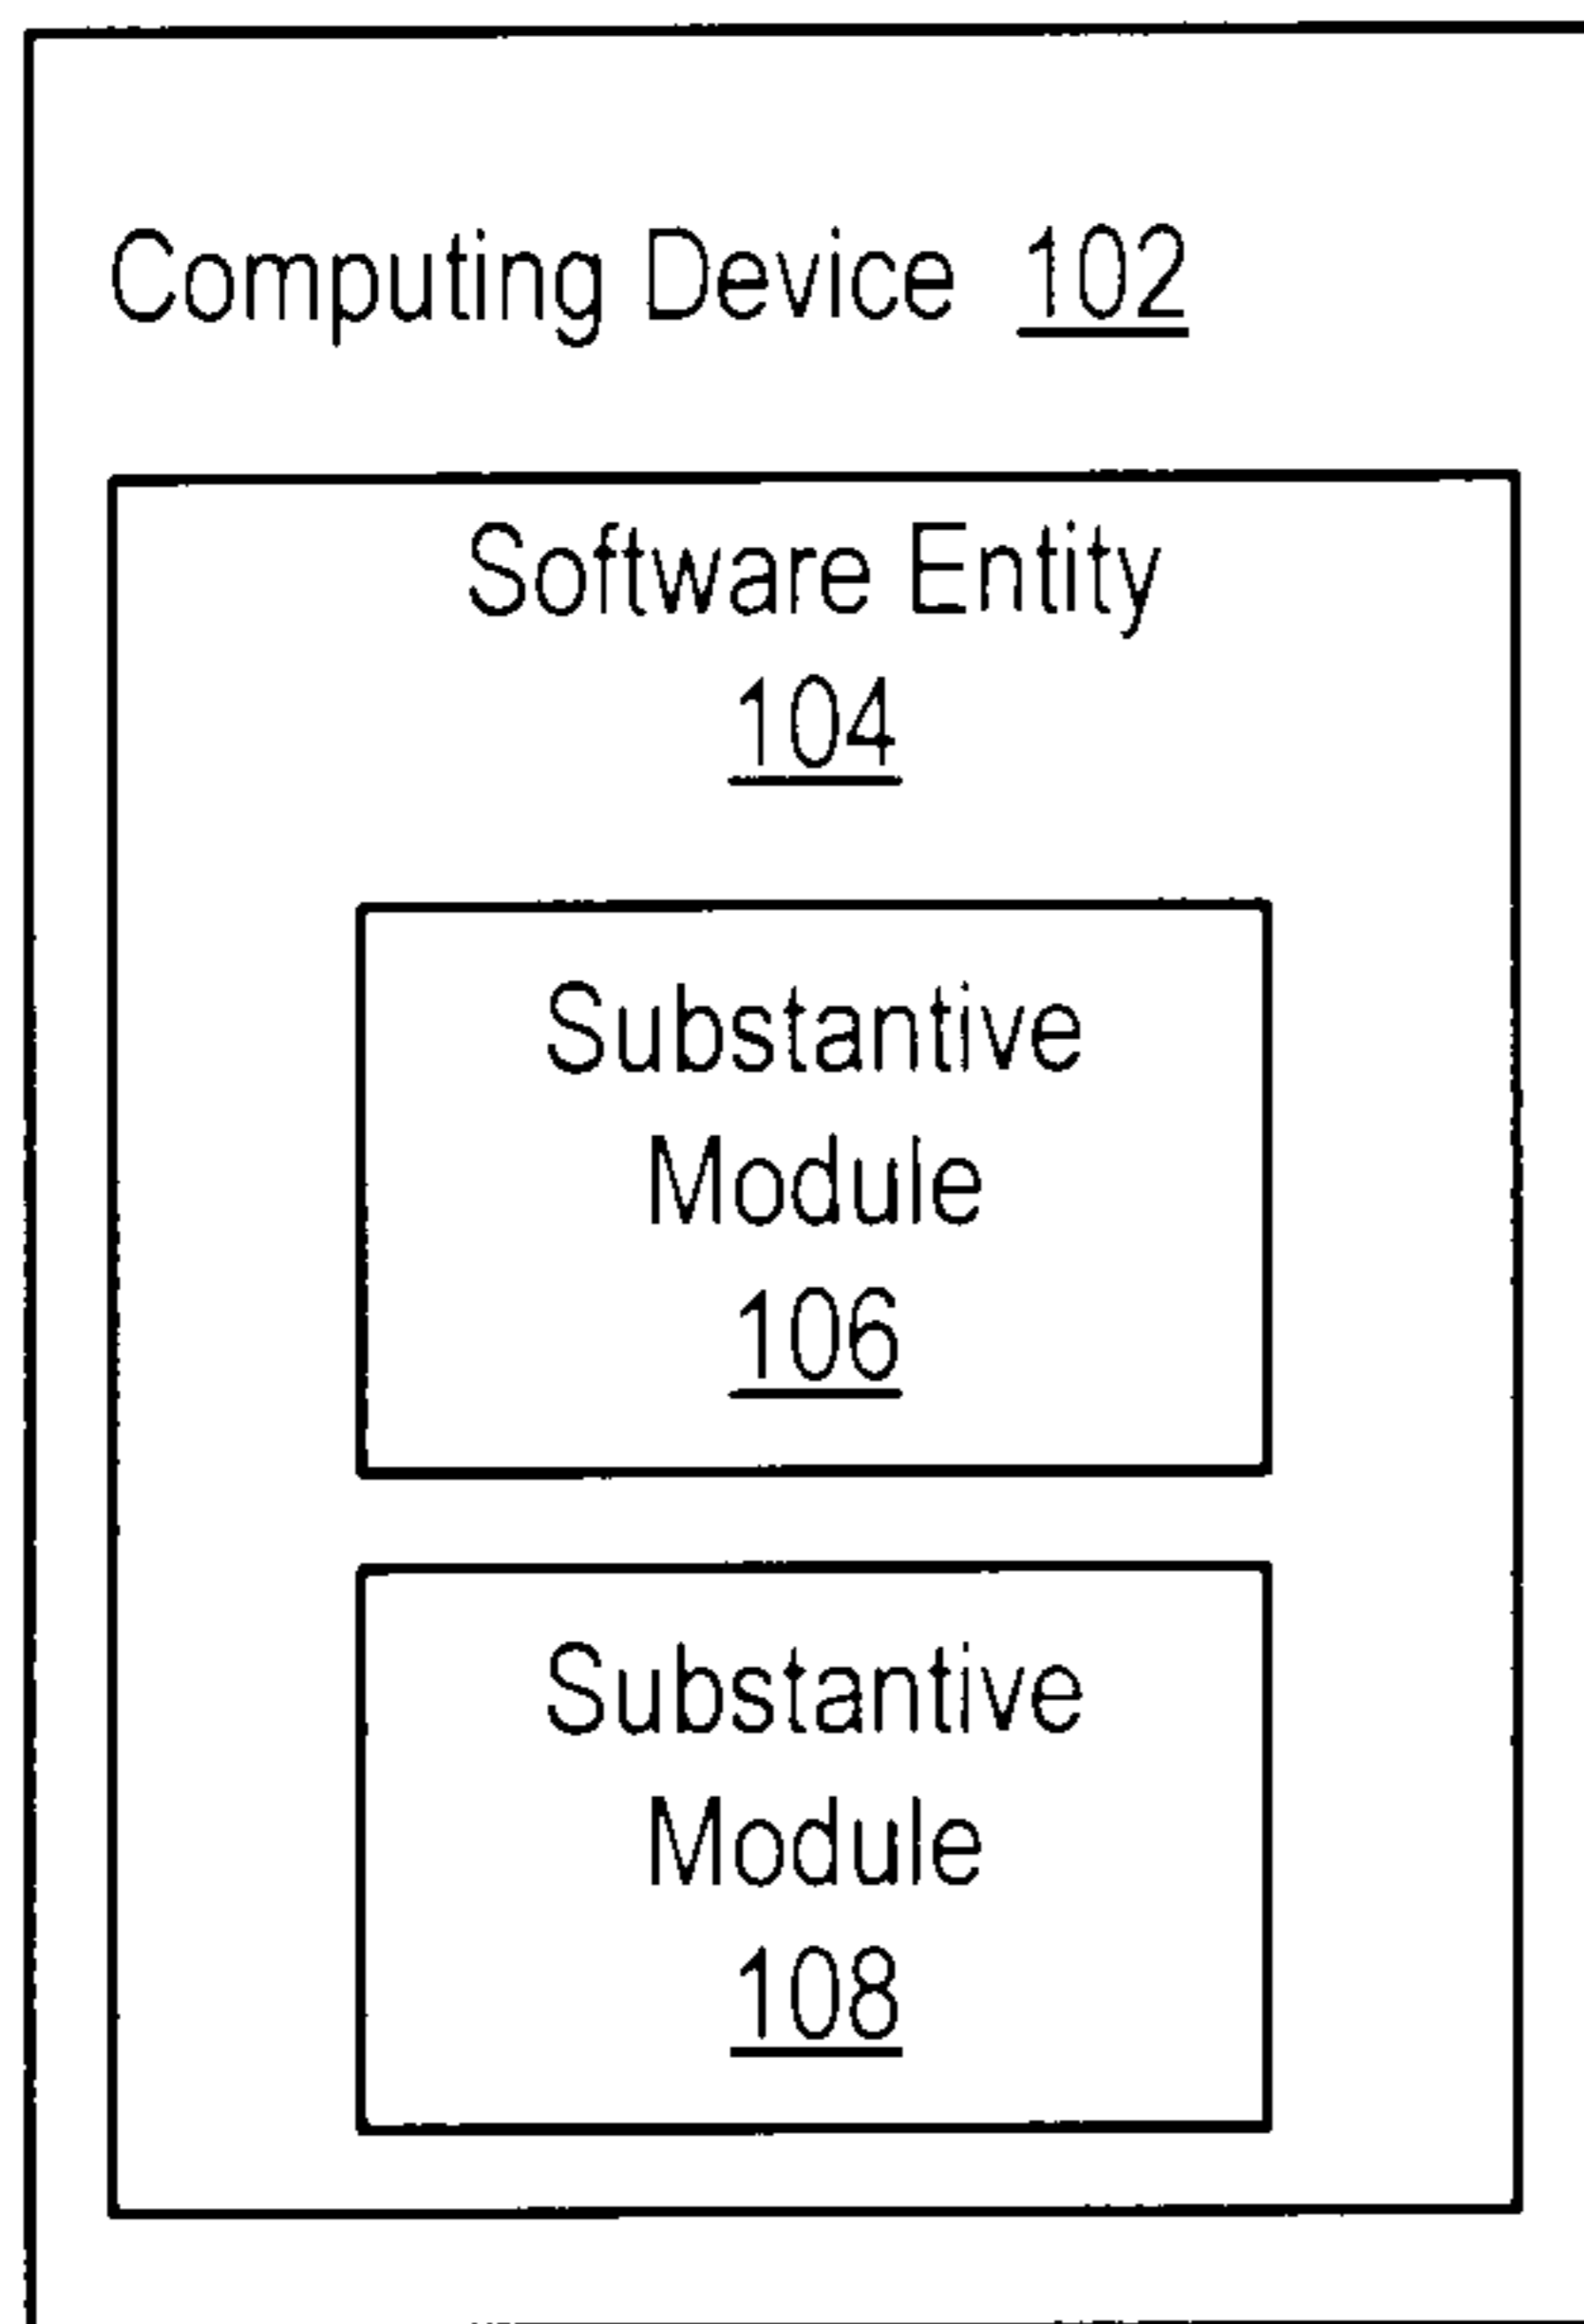 Computing Device 102
Software Entity
104
Substantive
Module
106
Substantive
Module
108